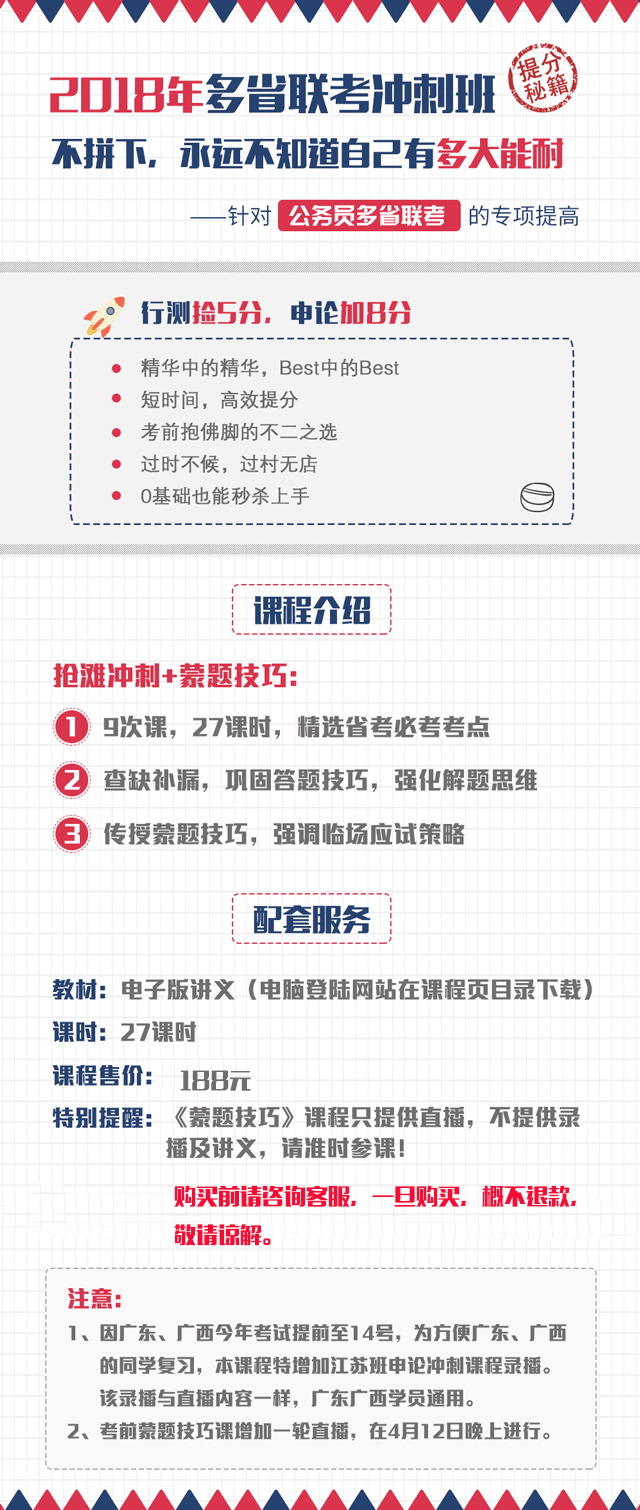 2018年多省联考冲刺班
提分
秘籍
不拼下，永远不知道自己有多大能耐
——针对 公务员多省联考 的专项提高
行测捡5分，申论加8分
精华中的精华，Best中的Best
短时间，高效提分
考前抱佛脚的不二之选
过时不候，过村无店
0基础也能秒杀上手
课程介绍
抢滩冲刺+蒙题技巧：
1 9次课，27课时，精选省考必考考点
2 查缺补漏，巩固答题技巧，强化解题思维
3 传授蒙题技巧，强调临场应试策略
配套服务
教材：电子版讲义（电脑登陆网站在课程页目录下载）
课时：27课时
课程售价： 188元
特别提醒：《蒙题技巧》课程只提供直播，不提供录
播及讲义，请准时参课！
购买前请咨询客服，一旦购买，概不退款，
敬请谅解。
注意：
1、因广东、广西今年考试提前至14号，为方便广东、广西
的同学复习，本课程特增加江苏班申论冲刺课程录播。
该录播与直播内容一样，广东广西学员通用。
2、考前蒙题技巧课增加一轮直播，在4月12日晚上进行。